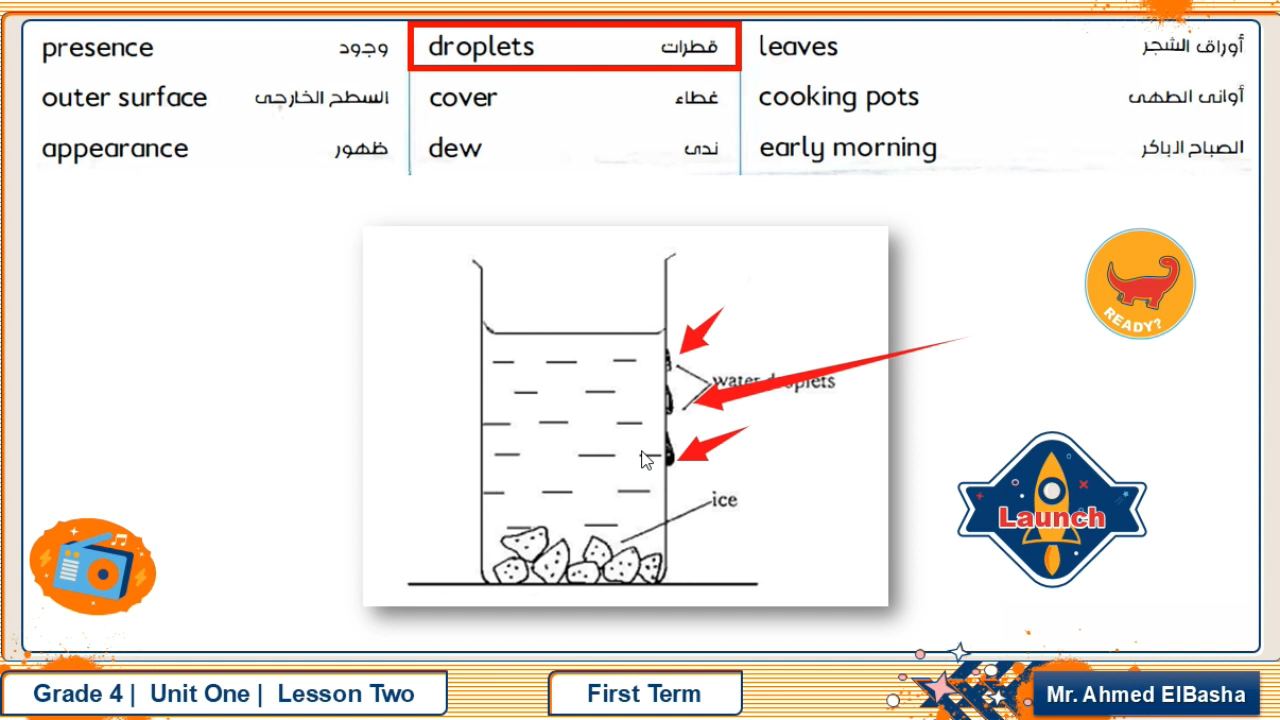 presence وجود
droplets قطرات
leaves أوراق الشجر
outer surface السطح الخارجى
cover غطاء
cooking pots أوانى الطهى
appearance ظهور
dew ندى
early morning الصباح الباكر
READY?
water droplets
ice
Launch
Grade 4 | Unit One | Lesson Two
First Term
Mr. Ahmed ElBasha